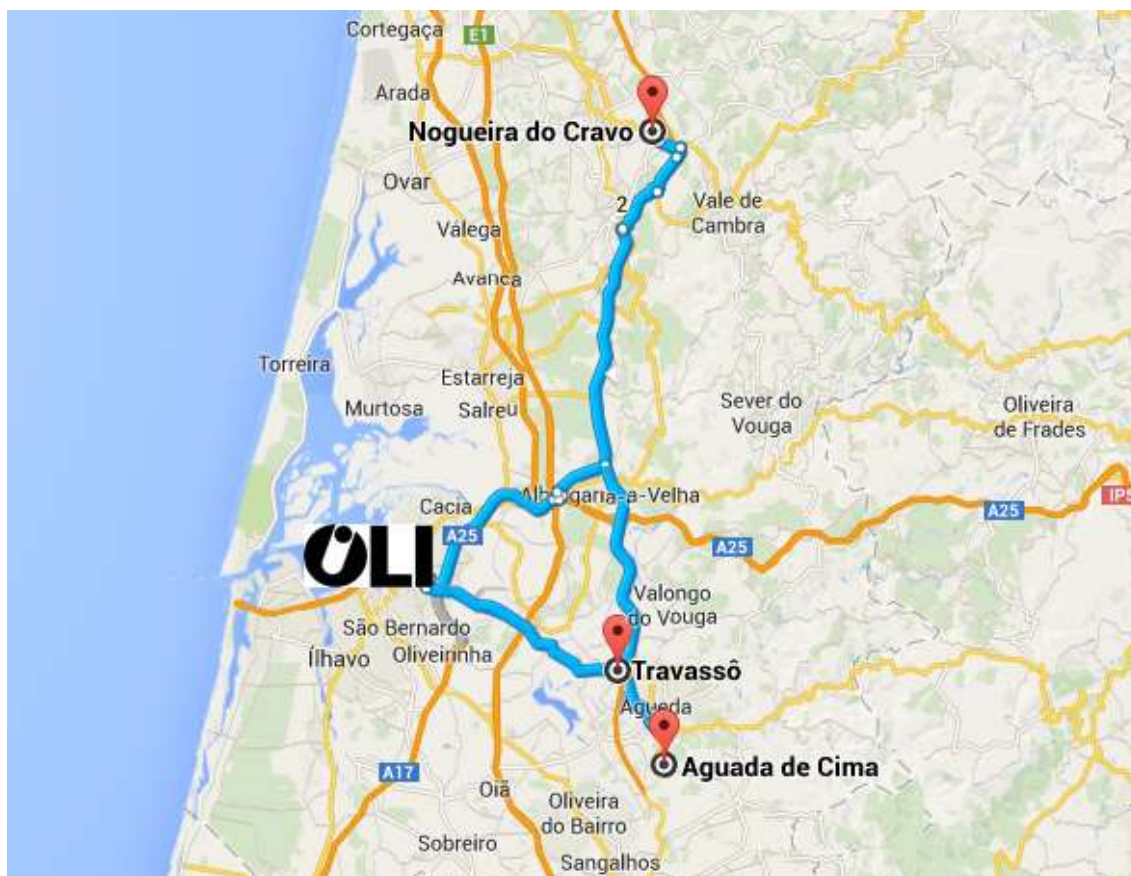 Cortegaça
E1
Arada
Nogueira do Cravo
Ovar
2
Vale de
Cambra
Válega
Avanca
Torreira
Estarreja
Murtosa
Salreu
Sever do
Vouga
Oliveira
de Frades
Albergaria-a-Velha
Cacia
IP5
A25
A25
A25
OLI
Valongo
do Vouga
São Bernardo
Ílhavo
Oliveirinha
Travassô
Águeda
Aguada de Cima
A17
Oiã
Oliveira
do Bairro
Sobreiro
Sangalhos